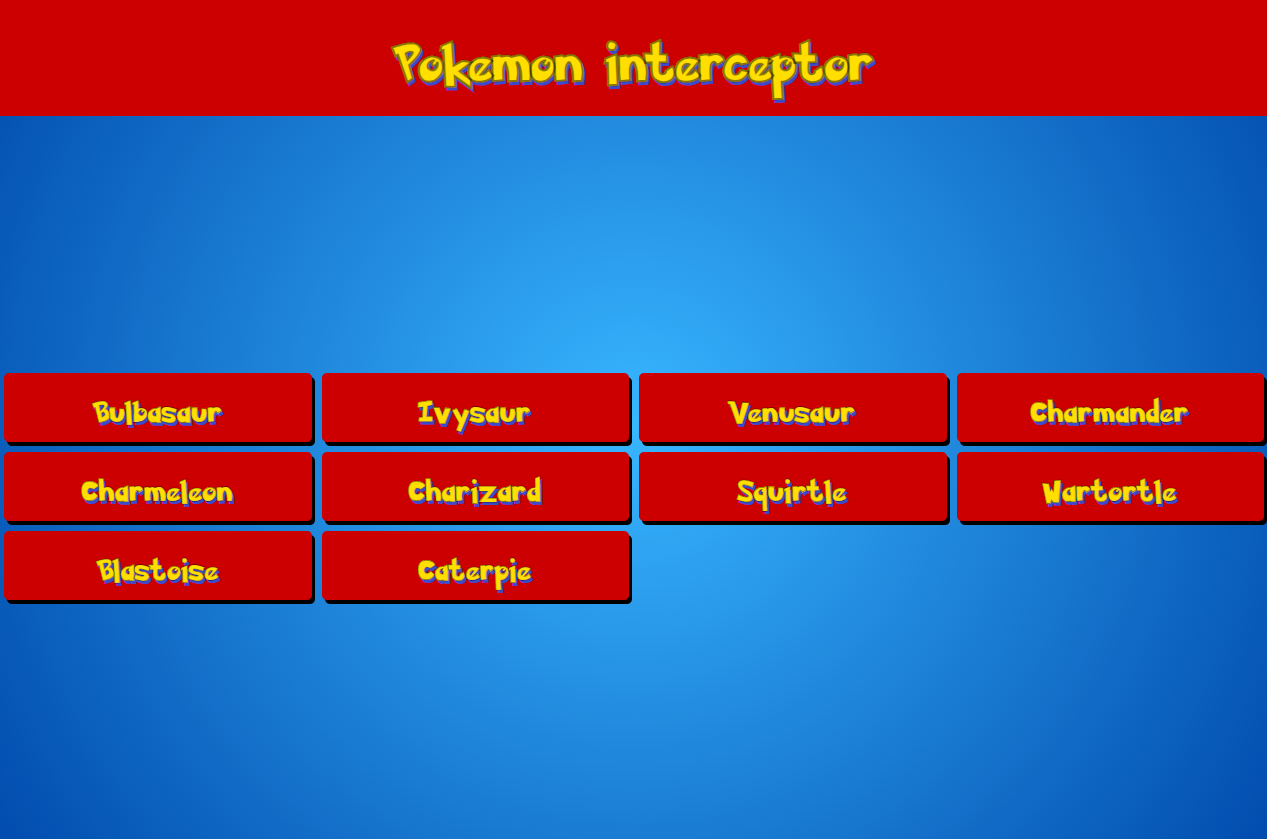 Pokemon interceptor
Bulbasaur
Ivysaur
Venusaur
Charmander
Charmeleon
Charizard
Squirtle
Wartortle
Blastoise
Caterpie